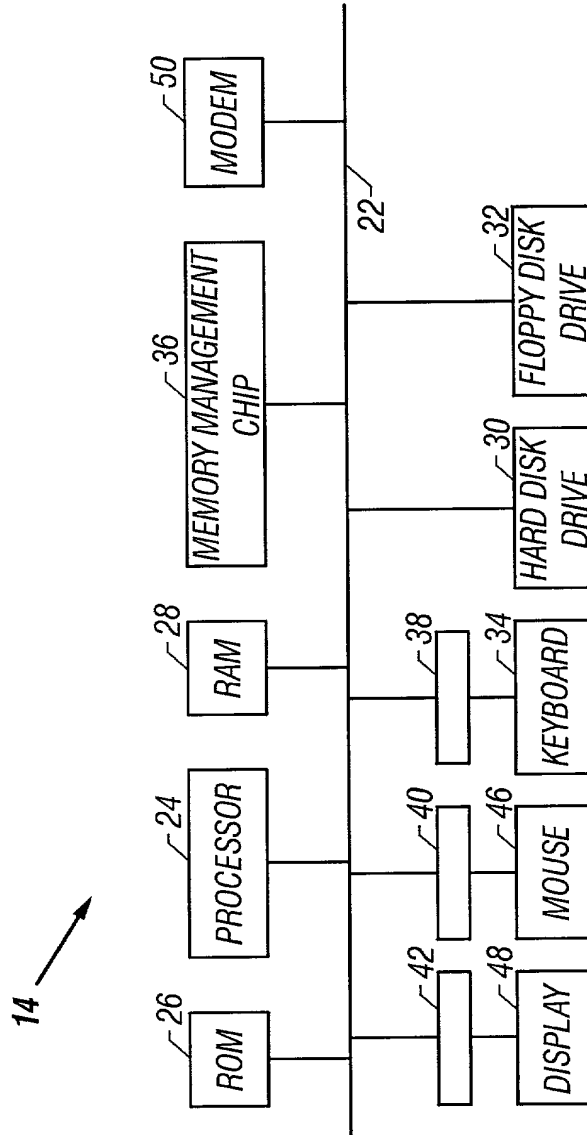 14
26
ROM
24
PROCESSOR
28
RAM
36
MEMORY MANAGEMENT
CHIP
50
MODEM
22
42
48
DISPLAY
40
46
MOUSE
38
34
KEYBOARD
30
HARD DISK
DRIVE
32
FLOPPY DISK
DRIVE